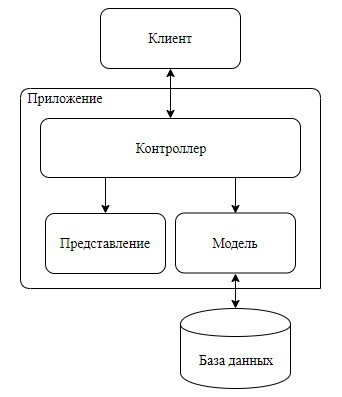 Клиент
Приложение
Контроллер
Представление
Модель
База данных